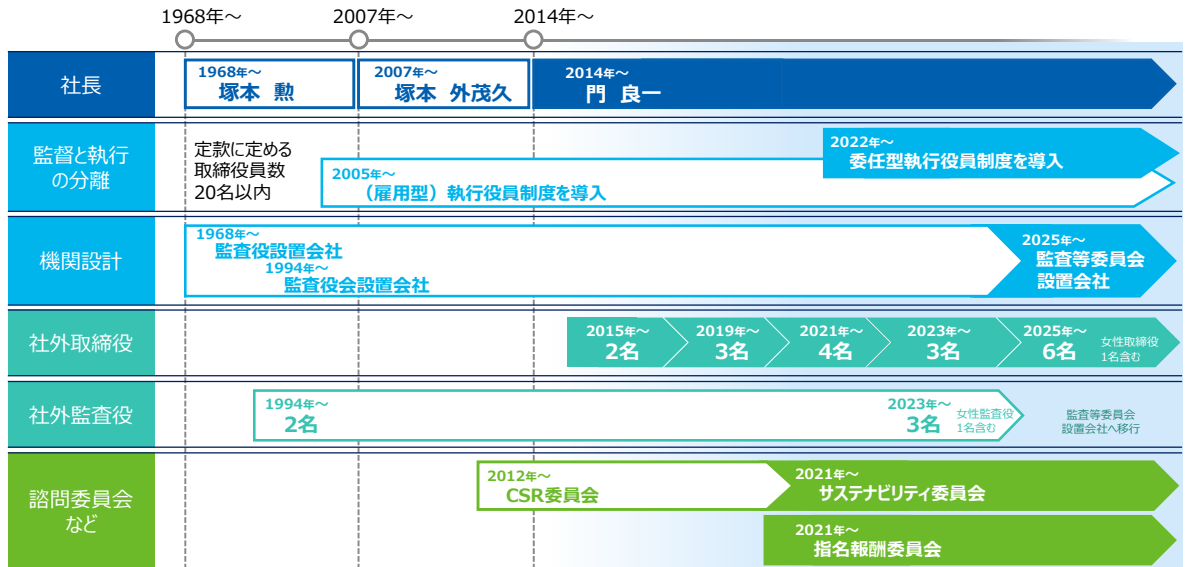 1968年～
2007年～
2014年～
社長
1968年～
塚本 勲
2007年～
塚本 外茂久
2014年～
門 良一
監督と執行
の分離
定款に定める
取締役員数
20名以内
2005年～
（雇用型）執行役員制度を導入
2022年～
委任型執行役員制度を導入
機関設計
1968年～
監査役設置会社
1994年～
監査役会設置会社
2025年～
監査等委員会
設置会社
社外取締役
2015年～
2名
2019年～
3名
2021年～
4名
2023年～
3名
2025年～
6名
女性取締役
1名含む
社外監査役
1994年～
2名
2023年～
3名
女性監査役
1名含む
監査等委員会
設置会社へ移行
諮問委員会
など
2012年～
CSR委員会
2021年～
サステナビリティ委員会
2021年～
指名報酬委員会